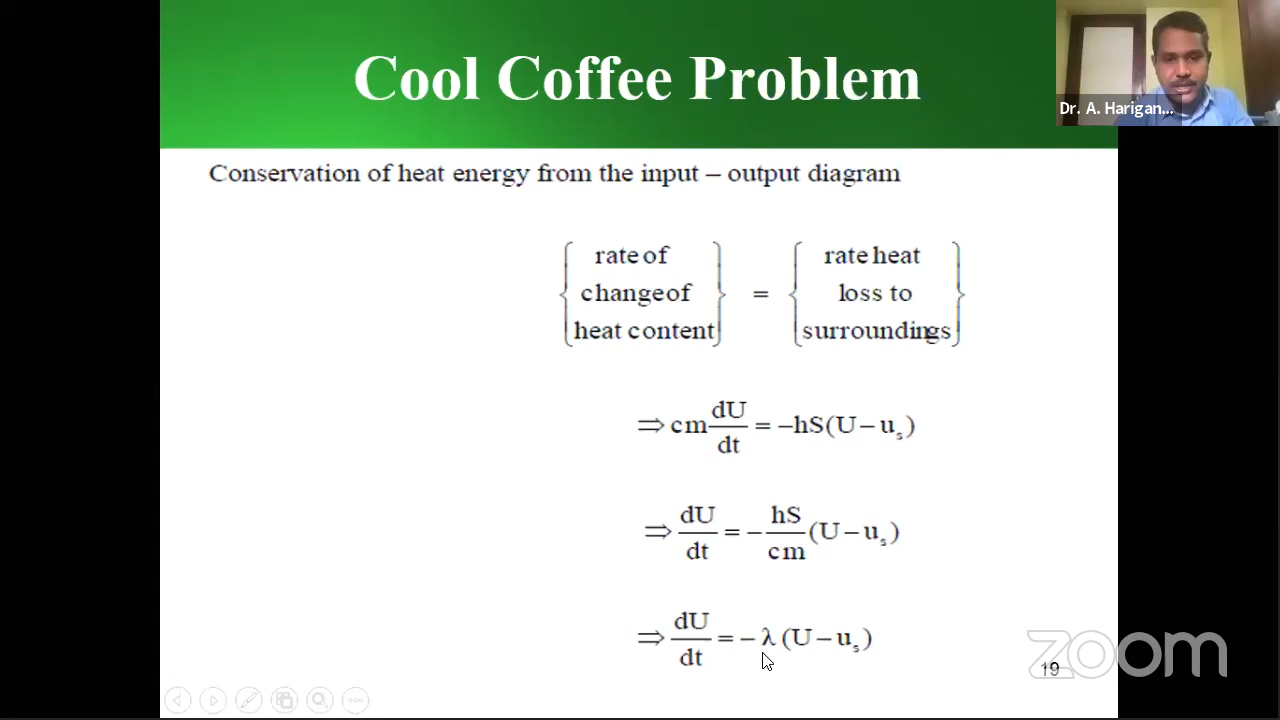 Cool Coffee Problem
Dr. A. Harigan...
Conservation of heat energy from the input – output diagram
{ rate of change of heat content } = { rate heat loss to surroundings }
⇒ cm dU/dt = −hS(U − u_s)
⇒ dU/dt = − hS/cm (U − u_s)
⇒ dU/dt = − λ (U − u_s)
zoom
19